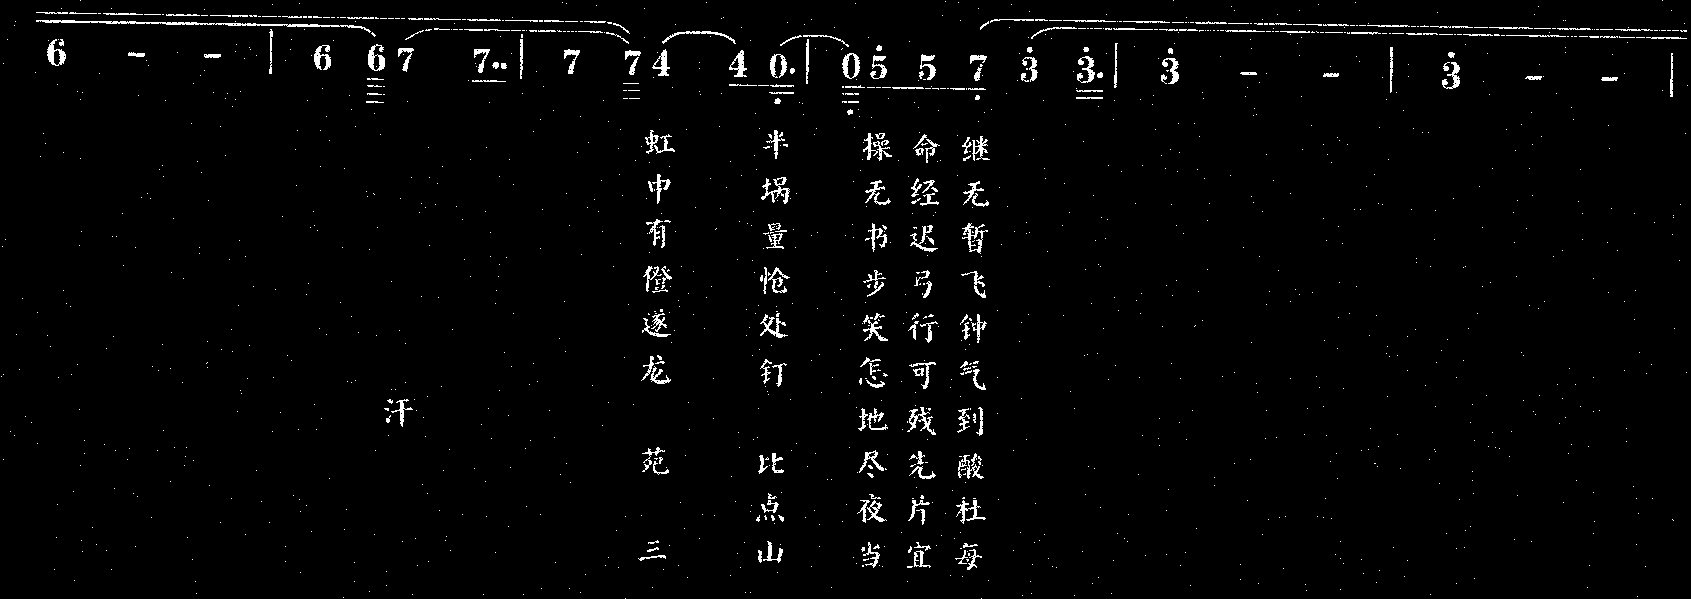 6 - - | 6 6 7 7·· | 7 7 4 4 0· | 0 5 5 7 3 3· | 3 - - | 3 - - |
虹 半 操 命 继
中 埚 无 经 无
有 量 书 迟 暂
僜 怆 步 弓 飞
遂 处 笑 行 钟
龙 钉 怎 可 气
汗 地 残 到
苑 比 尽 先 酸
点 夜 片 杜
三 山 当 宜 每